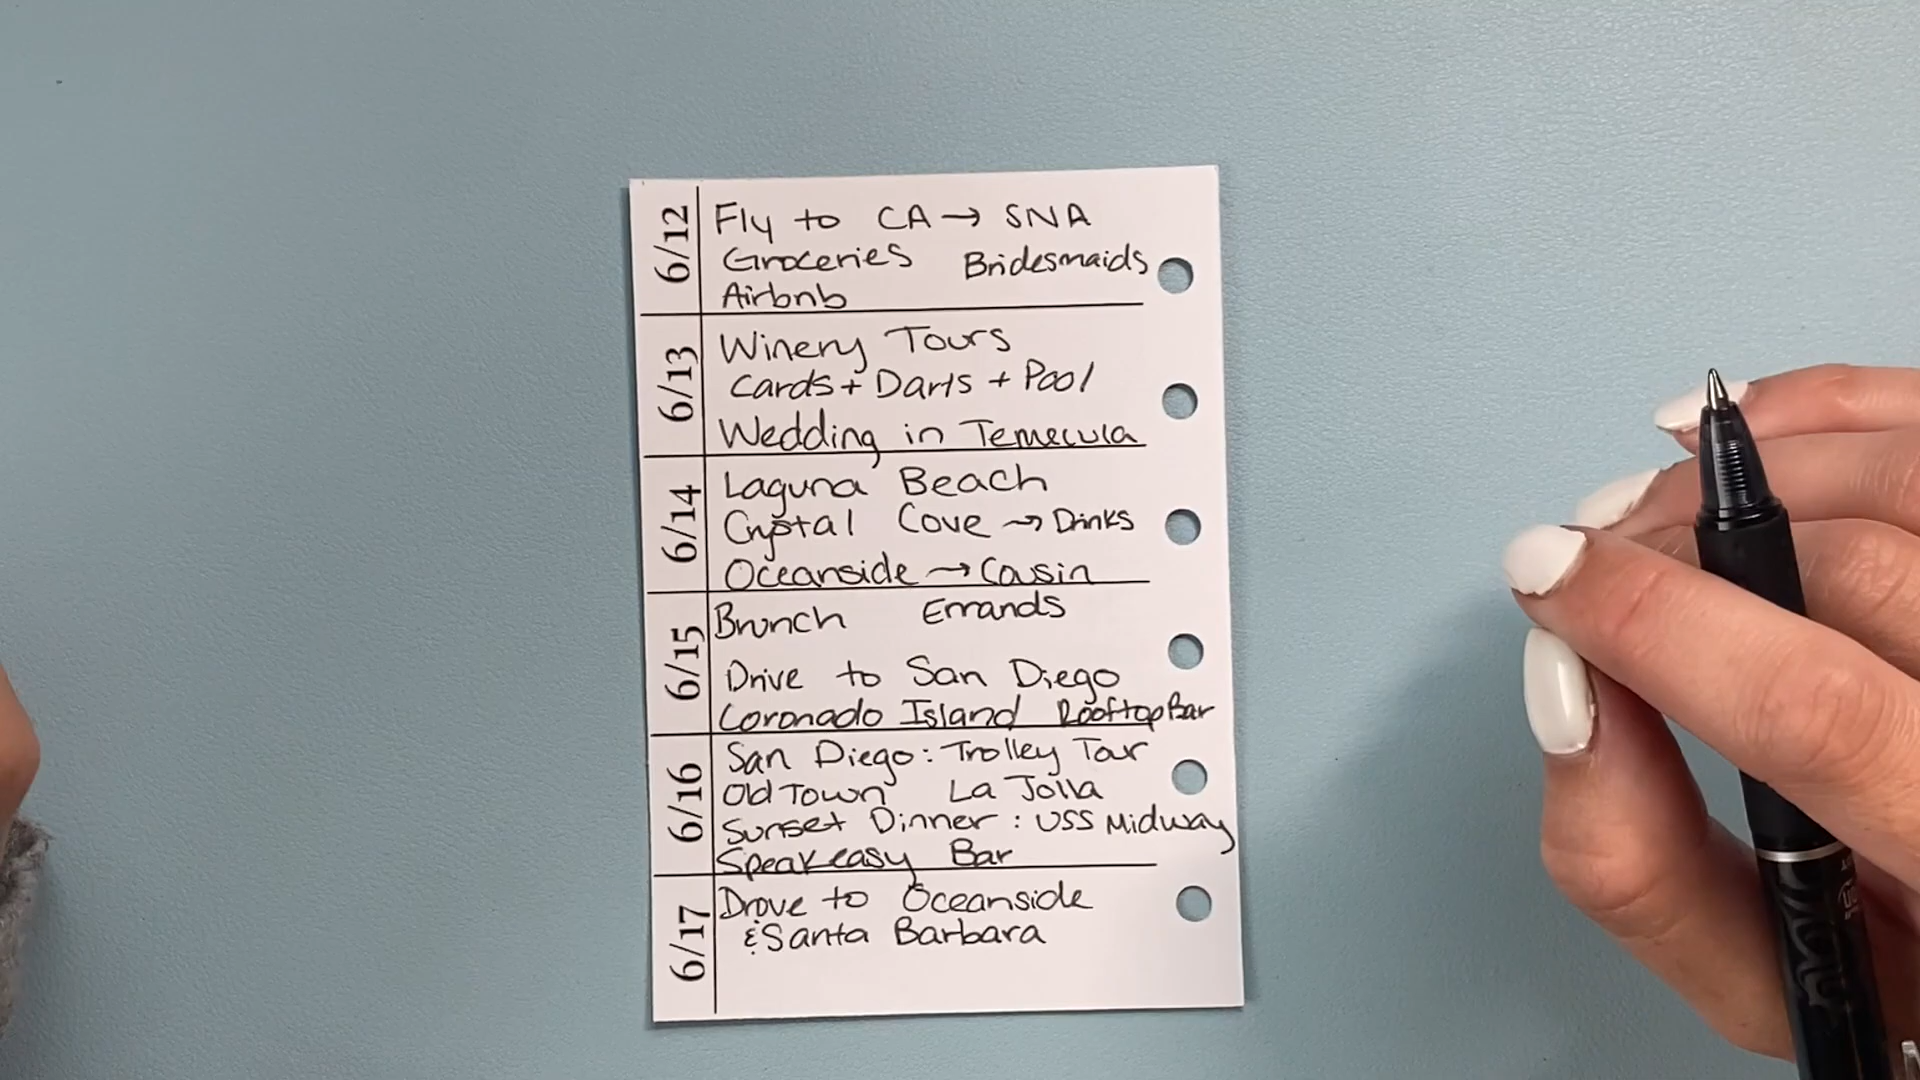 6/12
Fly to CA → SNA
Groceries Bridesmaids
Airbnb
6/13
Winery Tours
Cards + Darts + Pool
Wedding in Temecula
6/14
Laguna Beach
Crystal Cove → Drinks
Oceanside → Cousin
6/15
Brunch Errands
Drive to San Diego
Coronado Island Rooftop Bar
6/16
San Diego: Trolley Tour
Old Town La Jolla
Sunset Dinner : USS Midway
Speakeasy Bar
6/17
Drove to Oceanside
& Santa Barbara